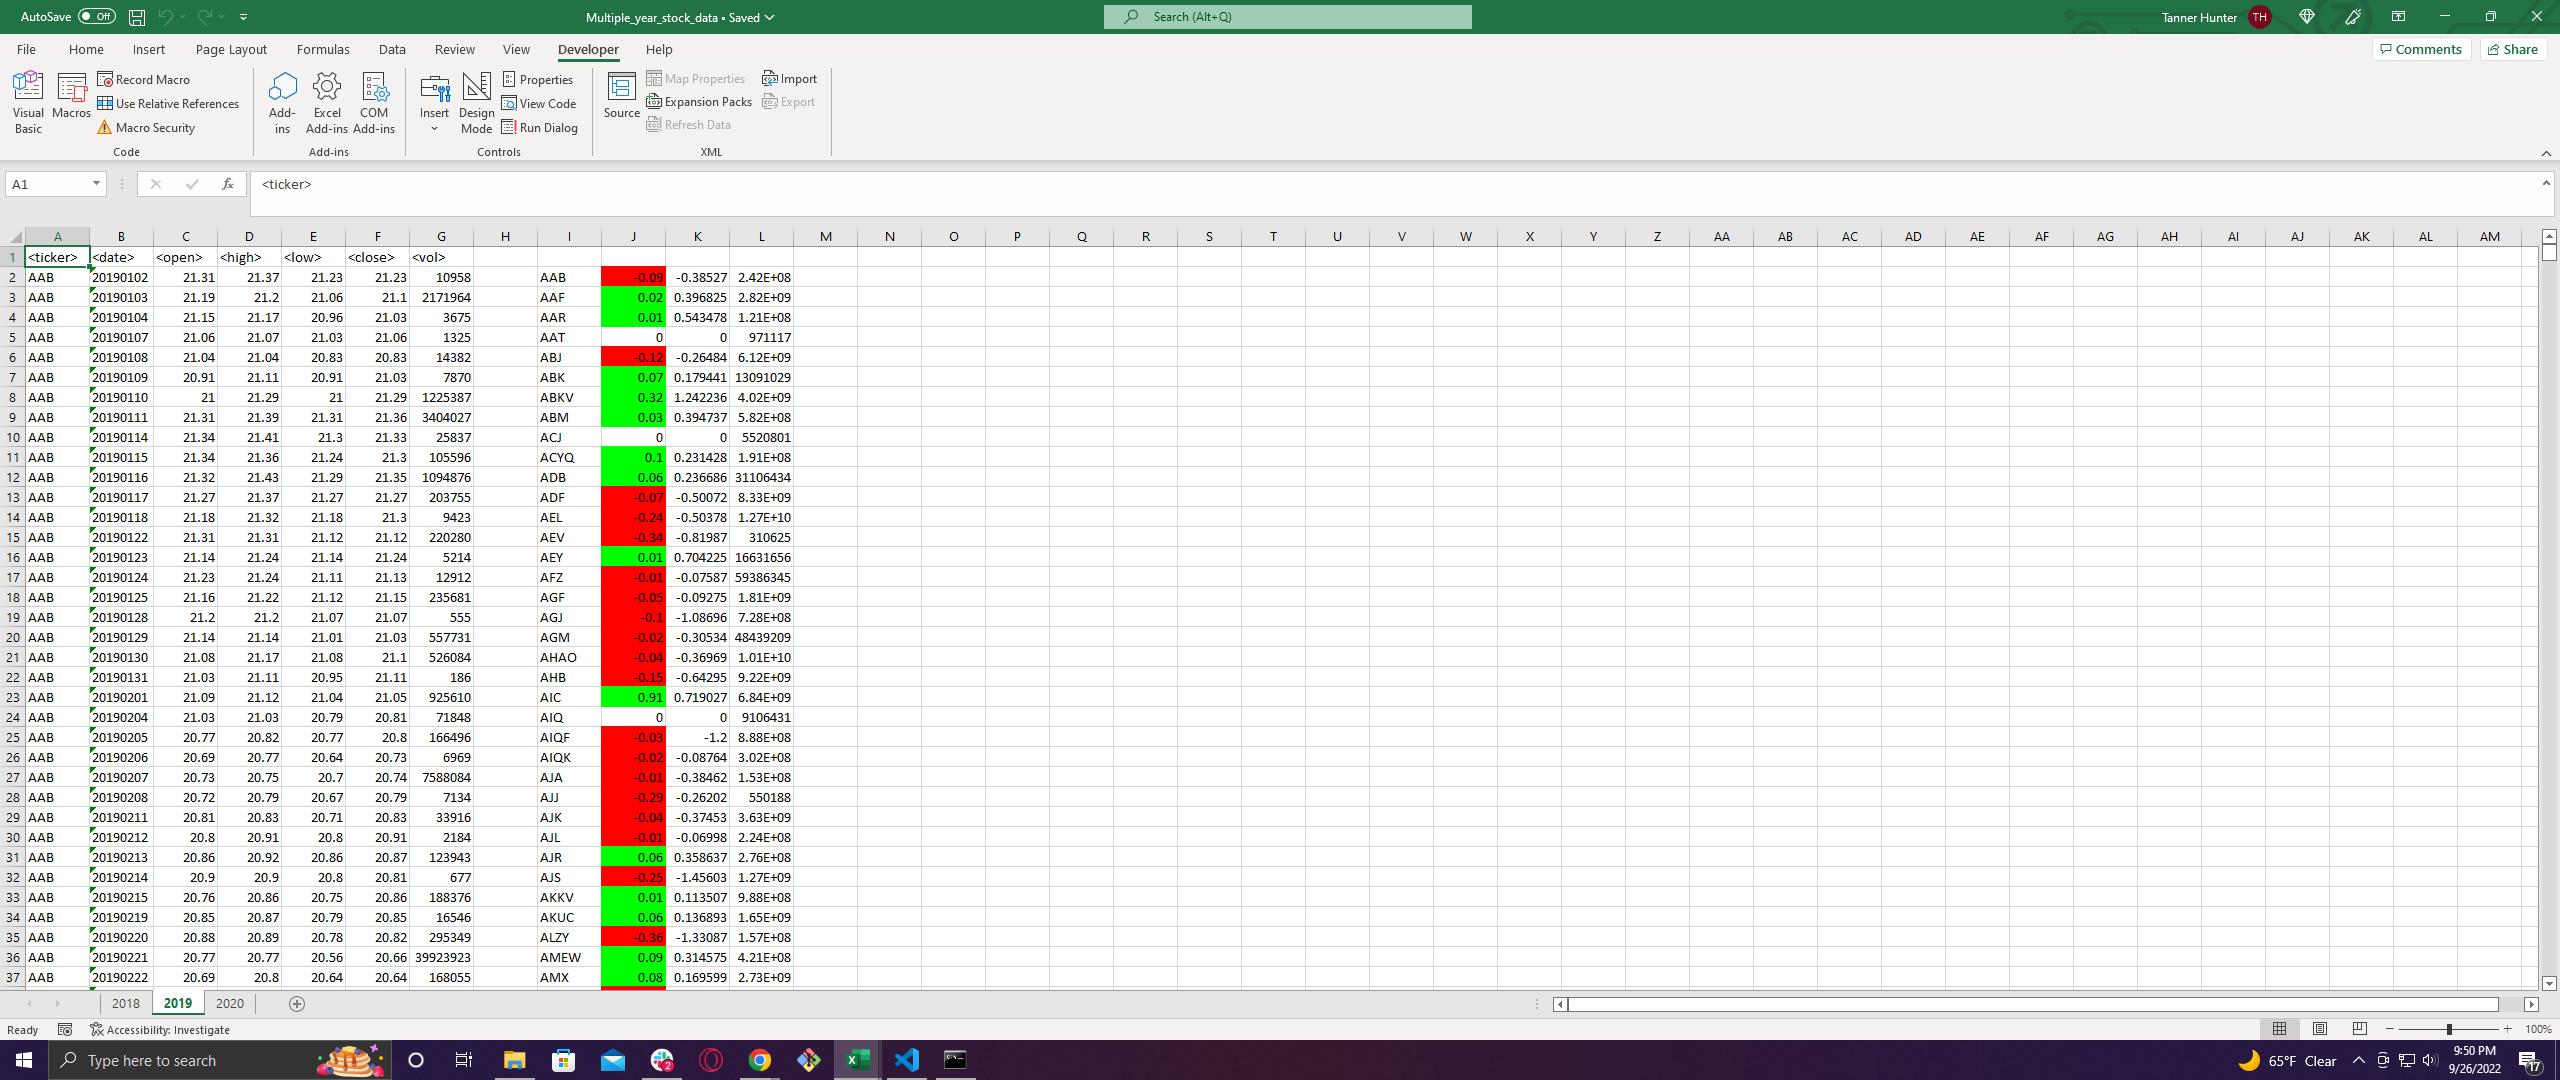 AutoSave Off Multiple_year_stock_data • Saved Search (Alt+Q) Tanner Hunter TH
File Home Insert Page Layout Formulas Data Review View Developer Help Comments Share
Visual Basic Macros Record Macro Use Relative References Macro Security Code
Add-ins Excel Add-ins COM Add-ins Add-ins
Insert Design Mode Properties View Code Run Dialog Controls
Source Map Properties Expansion Packs Refresh Data Import Export XML
A1 fx <ticker>
A B C D E F G H I J K L M N O P Q R S T U V W X Y Z AA AB AC AD AE AF AG AH AI AJ AK AL AM
1 <ticker> <date> <open> <high> <low> <close> <vol>
2 AAB 20190102 21.31 21.37 21.23 21.23 10958 AAB -0.09 -0.38527 2.42E+08
3 AAB 20190103 21.19 21.2 21.06 21.1 2171964 AAF 0.02 0.396825 2.82E+09
4 AAB 20190104 21.15 21.17 20.96 21.03 3675 AAR 0.01 0.543478 1.21E+08
5 AAB 20190107 21.06 21.07 21.03 21.06 1325 AAT 0 0 971117
6 AAB 20190108 21.04 21.04 20.83 20.83 14382 ABJ -0.12 -0.26484 6.12E+09
7 AAB 20190109 20.91 21.11 20.91 21.03 7870 ABK 0.07 0.179441 13091029
8 AAB 20190110 21 21.29 21 21.29 1225387 ABKV 0.32 1.242236 4.02E+09
9 AAB 20190111 21.31 21.39 21.31 21.36 3404027 ABM 0.03 0.394737 5.82E+08
10 AAB 20190114 21.34 21.41 21.3 21.33 25837 ACJ 0 0 5520801
11 AAB 20190115 21.34 21.36 21.24 21.3 105596 ACYQ 0.1 0.231428 1.91E+08
12 AAB 20190116 21.32 21.43 21.29 21.35 1094876 ADB 0.06 0.236686 31106434
13 AAB 20190117 21.27 21.37 21.27 21.27 203755 ADF -0.07 -0.50072 8.33E+09
14 AAB 20190118 21.18 21.32 21.18 21.3 9423 AEL -0.24 -0.50378 1.27E+10
15 AAB 20190122 21.31 21.31 21.12 21.12 220280 AEV -0.34 -0.81987 310625
16 AAB 20190123 21.14 21.24 21.14 21.24 5214 AEY 0.01 0.704225 16631656
17 AAB 20190124 21.23 21.24 21.11 21.13 12912 AFZ -0.01 -0.07587 59386345
18 AAB 20190125 21.16 21.22 21.12 21.15 235681 AGF -0.05 -0.09275 1.81E+09
19 AAB 20190128 21.2 21.2 21.07 21.07 555 AGJ -0.1 -1.08696 7.28E+08
20 AAB 20190129 21.14 21.14 21.01 21.03 557731 AGM -0.02 -0.30534 48439209
21 AAB 20190130 21.08 21.17 21.08 21.1 526084 AHAO -0.04 -0.36969 1.01E+10
22 AAB 20190131 21.03 21.11 20.95 21.11 186 AHB -0.15 -0.64295 9.22E+09
23 AAB 20190201 21.09 21.12 21.04 21.05 925610 AIC 0.91 0.719027 6.84E+09
24 AAB 20190204 21.03 21.03 20.79 20.81 71848 AIQ 0 0 9106431
25 AAB 20190205 20.77 20.82 20.77 20.8 166496 AIQF -0.03 -1.2 8.88E+08
26 AAB 20190206 20.69 20.77 20.64 20.73 6969 AIQK -0.02 -0.08764 3.02E+08
27 AAB 20190207 20.73 20.75 20.7 20.74 7588084 AJA -0.01 -0.38462 1.53E+08
28 AAB 20190208 20.72 20.79 20.67 20.79 7134 AJJ -0.29 -0.26202 550188
29 AAB 20190211 20.81 20.83 20.71 20.83 33916 AJK -0.04 -0.37453 3.63E+09
30 AAB 20190212 20.8 20.91 20.8 20.91 2184 AJL -0.01 -0.06998 2.24E+08
31 AAB 20190213 20.86 20.92 20.86 20.87 123943 AJR 0.06 0.358637 2.76E+08
32 AAB 20190214 20.9 20.9 20.8 20.81 677 AJS -0.25 -1.45603 1.27E+09
33 AAB 20190215 20.76 20.86 20.75 20.86 188376 AKKV 0.01 0.113507 9.88E+08
34 AAB 20190219 20.85 20.87 20.79 20.85 16546 AKUC 0.06 0.136893 1.65E+09
35 AAB 20190220 20.88 20.89 20.78 20.82 295349 ALZY -0.36 -1.33087 1.57E+08
36 AAB 20190221 20.77 20.77 20.56 20.66 39923923 AMEW 0.09 0.314575 4.21E+08
37 AAB 20190222 20.69 20.8 20.64 20.64 168055 AMX 0.08 0.169599 2.73E+09
2018 2019 2020
Ready Accessibility: Investigate 100%
Type here to search 2 65°F Clear 9:50 PM 9/26/2022 17